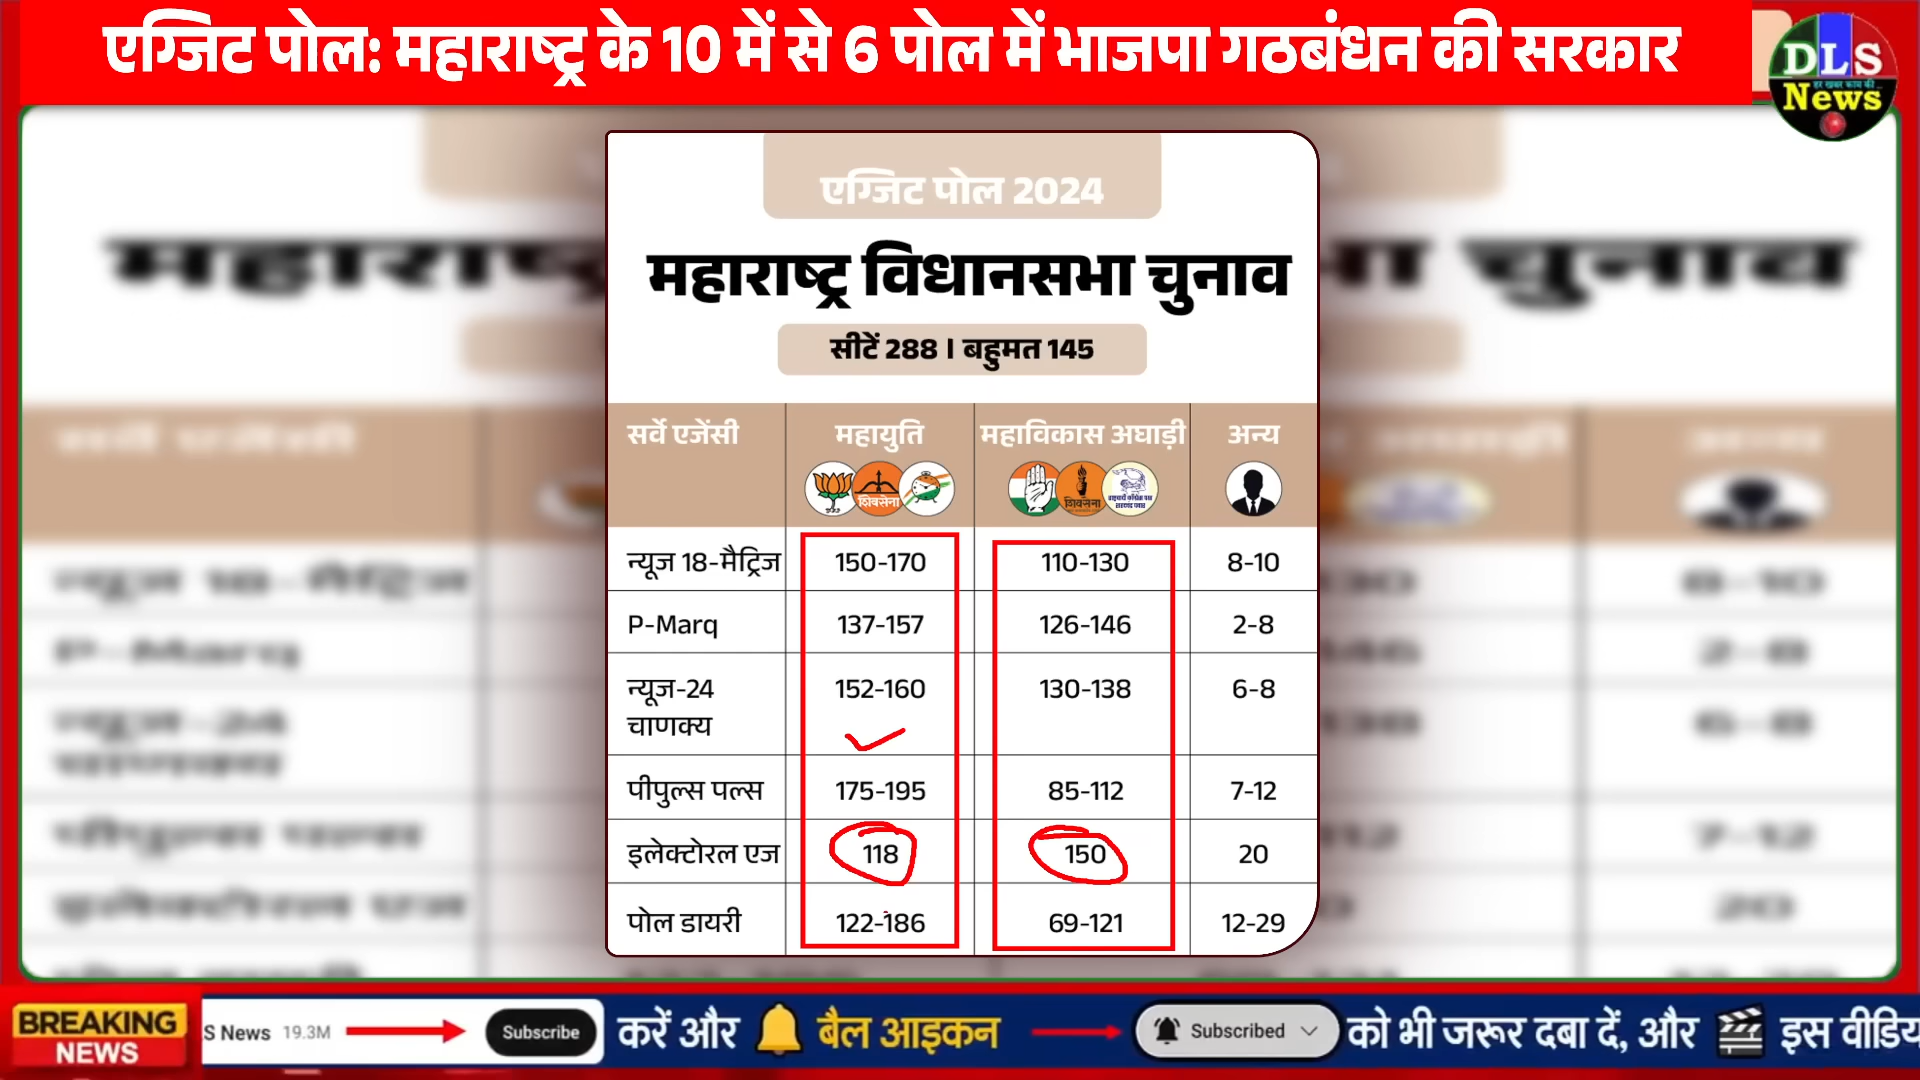 एग्जिट पोल: महाराष्ट्र के 10 में से 6 पोल में भाजपा गठबंधन की सरकार
DLS
हर खबर काम की
News
एग्जिट पोल 2024
महाराष्ट्र विधानसभा चुनाव
सीटें 288 । बहुमत 145
सर्वे एजेंसी महायुति महाविकास अघाड़ी अन्य
शिवसेना शिवसेना
न्यूज 18-मैट्रिज 150-170 110-130 8-10
P-Marq 137-157 126-146 2-8
न्यूज-24 152-160 130-138 6-8
चाणक्य
पीपुल्स पल्स 175-195 85-112 7-12
इलेक्टोरल एज 118 150 20
पोल डायरी 122-186 69-121 12-29
BREAKING
NEWS
S News 19.3M Subscribe करें और बैल आइकन Subscribed को भी जरूर दबा दें, और इस वीडिय